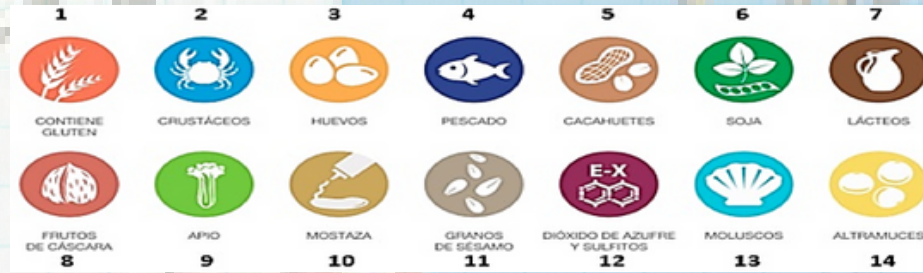 1 2 3 4 5 6 7
CONTIENE GLUTEN CRUSTÁCEOS HUEVOS PESCADO CACAHUETES SOJA LÁCTEOS
E-X
FRUTOS DE CÁSCARA APIO MOSTAZA GRANOS DE SÉSAMO DIÓXIDO DE AZUFRE Y SULFITOS MOLUSCOS ALTRAMUCES
8 9 10 11 12 13 14